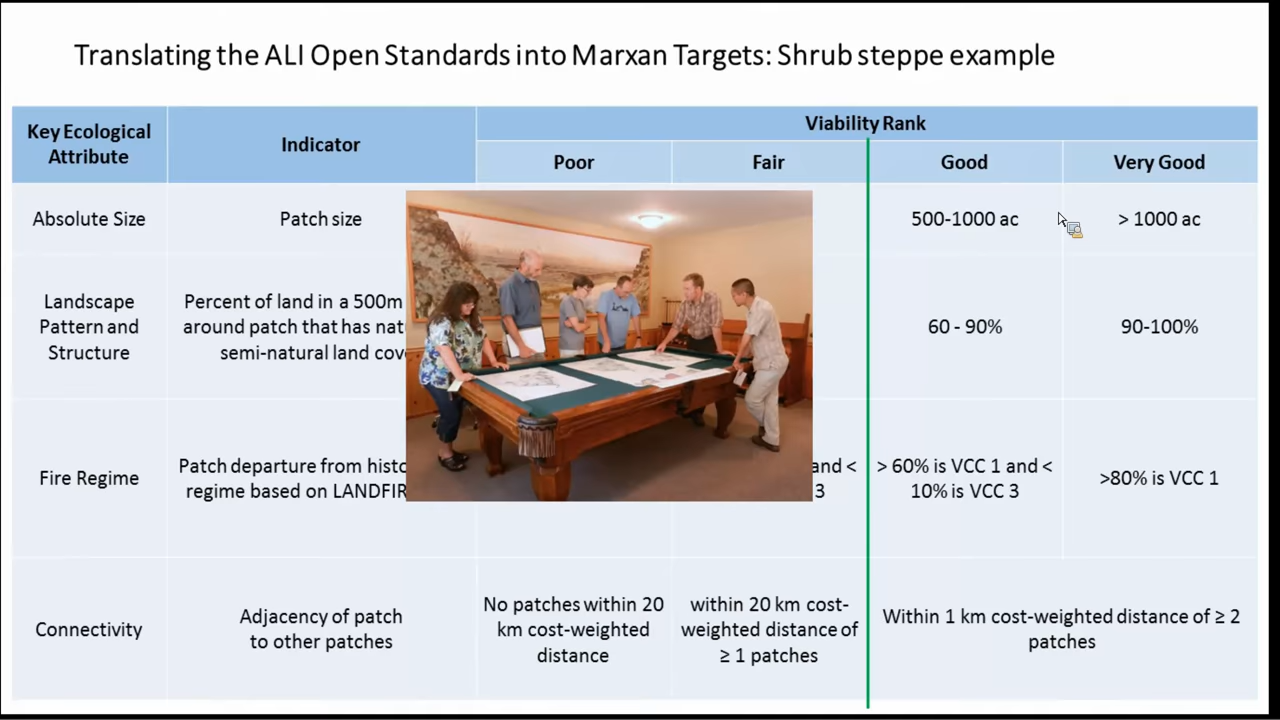 Translating the ALI Open Standards into Marxan Targets: Shrub steppe example
Key Ecological
Attribute
Indicator
Viability Rank
Poor
Fair
Good
Very Good
Absolute Size
Patch size
500-1000 ac
> 1000 ac
Landscape
Pattern and
Structure
Percent of land in a 500m
around patch that has
semi-natural land
60 - 90%
90-100%
Fire Regime
Patch departure from
regime based on
and <
3
> 60% is VCC 1 and <
10% is VCC 3
>80% is VCC 1
Connectivity
Adjacency of patch
to other patches
No patches within 20
km cost-weighted
distance
within 20 km cost-
weighted distance of
≥ 1 patches
Within 1 km cost-weighted distance of ≥ 2
patches